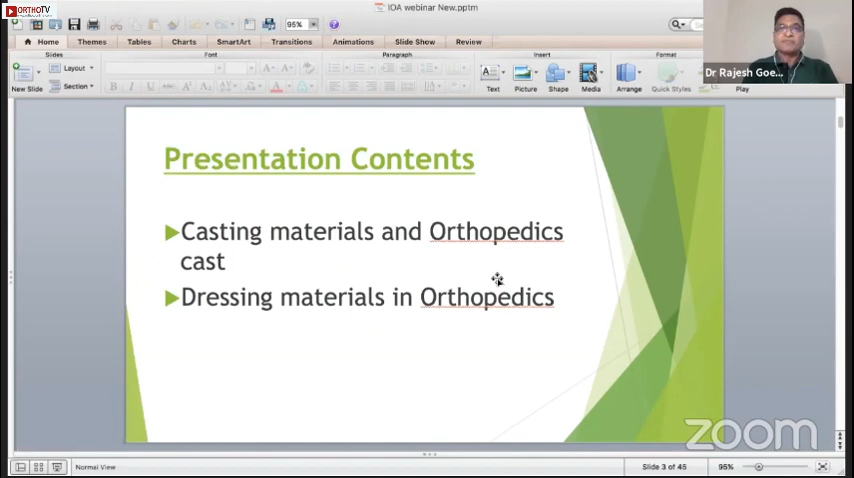 ORTHOTV
IOA webinar New.pptm
95%
Home
Themes
Tables
Charts
SmartArt
Transitions
Animations
Slide Show
Review
Slides
Font
Paragraph
Insert
Format
New Slide
Layout
Section
B I U
Text
Picture
Shape
Media
Arrange
Quick Styles
Play
Dr Rajesh Goe...
Presentation Contents
Casting materials and Orthopedics
cast
Dressing materials in Orthopedics
zoom
Normal View
Slide 3 of 45
95%